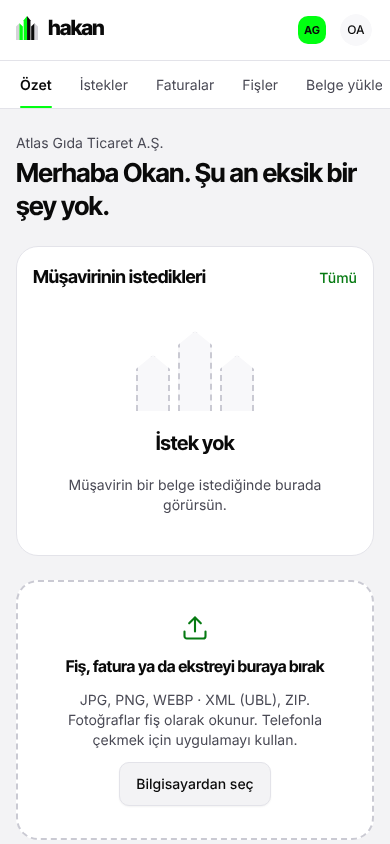 hakan
AG
OA
Özet
İstekler
Faturalar
Fişler
Belge yükle
Atlas Gıda Ticaret A.Ş.
Merhaba Okan. Şu an eksik bir
şey yok.
Müşavirinin istedikleri
Tümü
İstek yok
Müşavirin bir belge istediğinde burada
görürsün.
Fiş, fatura ya da ekstreyi buraya bırak
JPG, PNG, WEBP · XML (UBL), ZIP.
Fotoğraflar fiş olarak okunur. Telefonla
çekmek için uygulamayı kullan.
Bilgisayardan seç